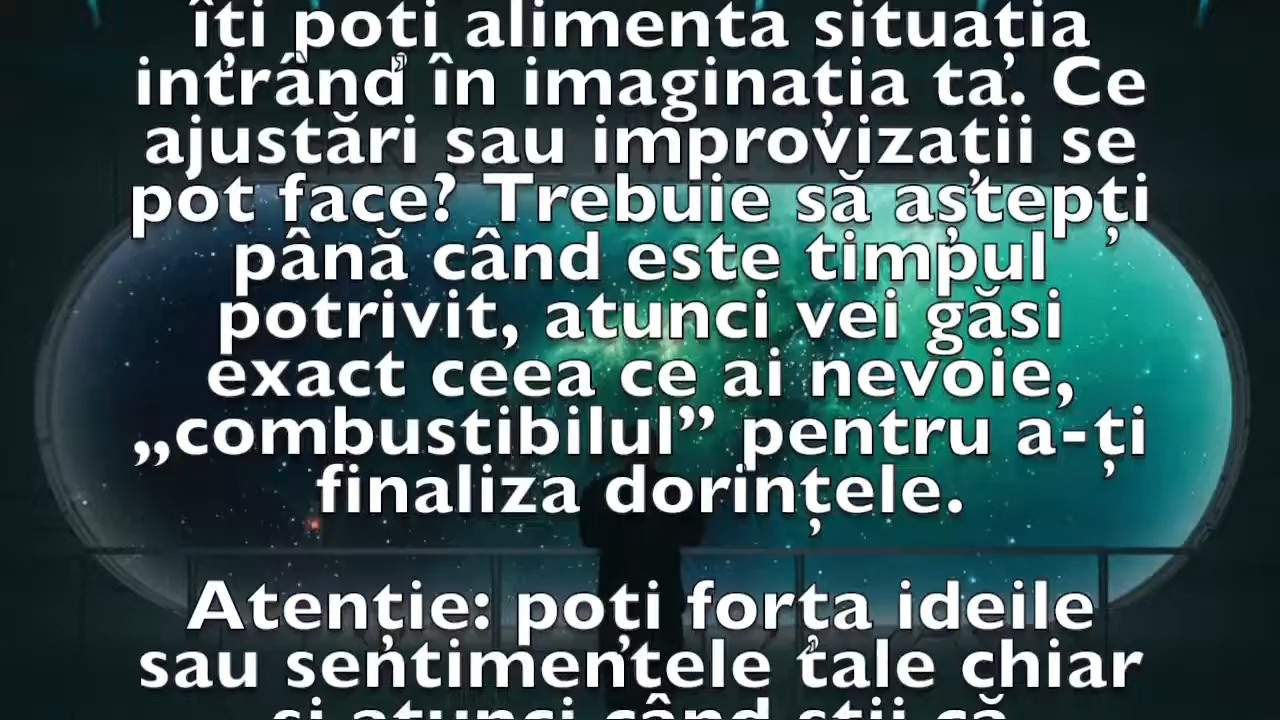 îți poți alimenta situația
intrând în imaginația ta. Ce
ajustări sau improvizații se
pot face? Trebuie să aștepți
până când este timpul
potrivit, atunci vei găsi
exact ceea ce ai nevoie,
„combustibilul” pentru a-ți
finaliza dorințele.
Atenție: poți forța ideile
sau sentimentele tale chiar
și atunci când știi că